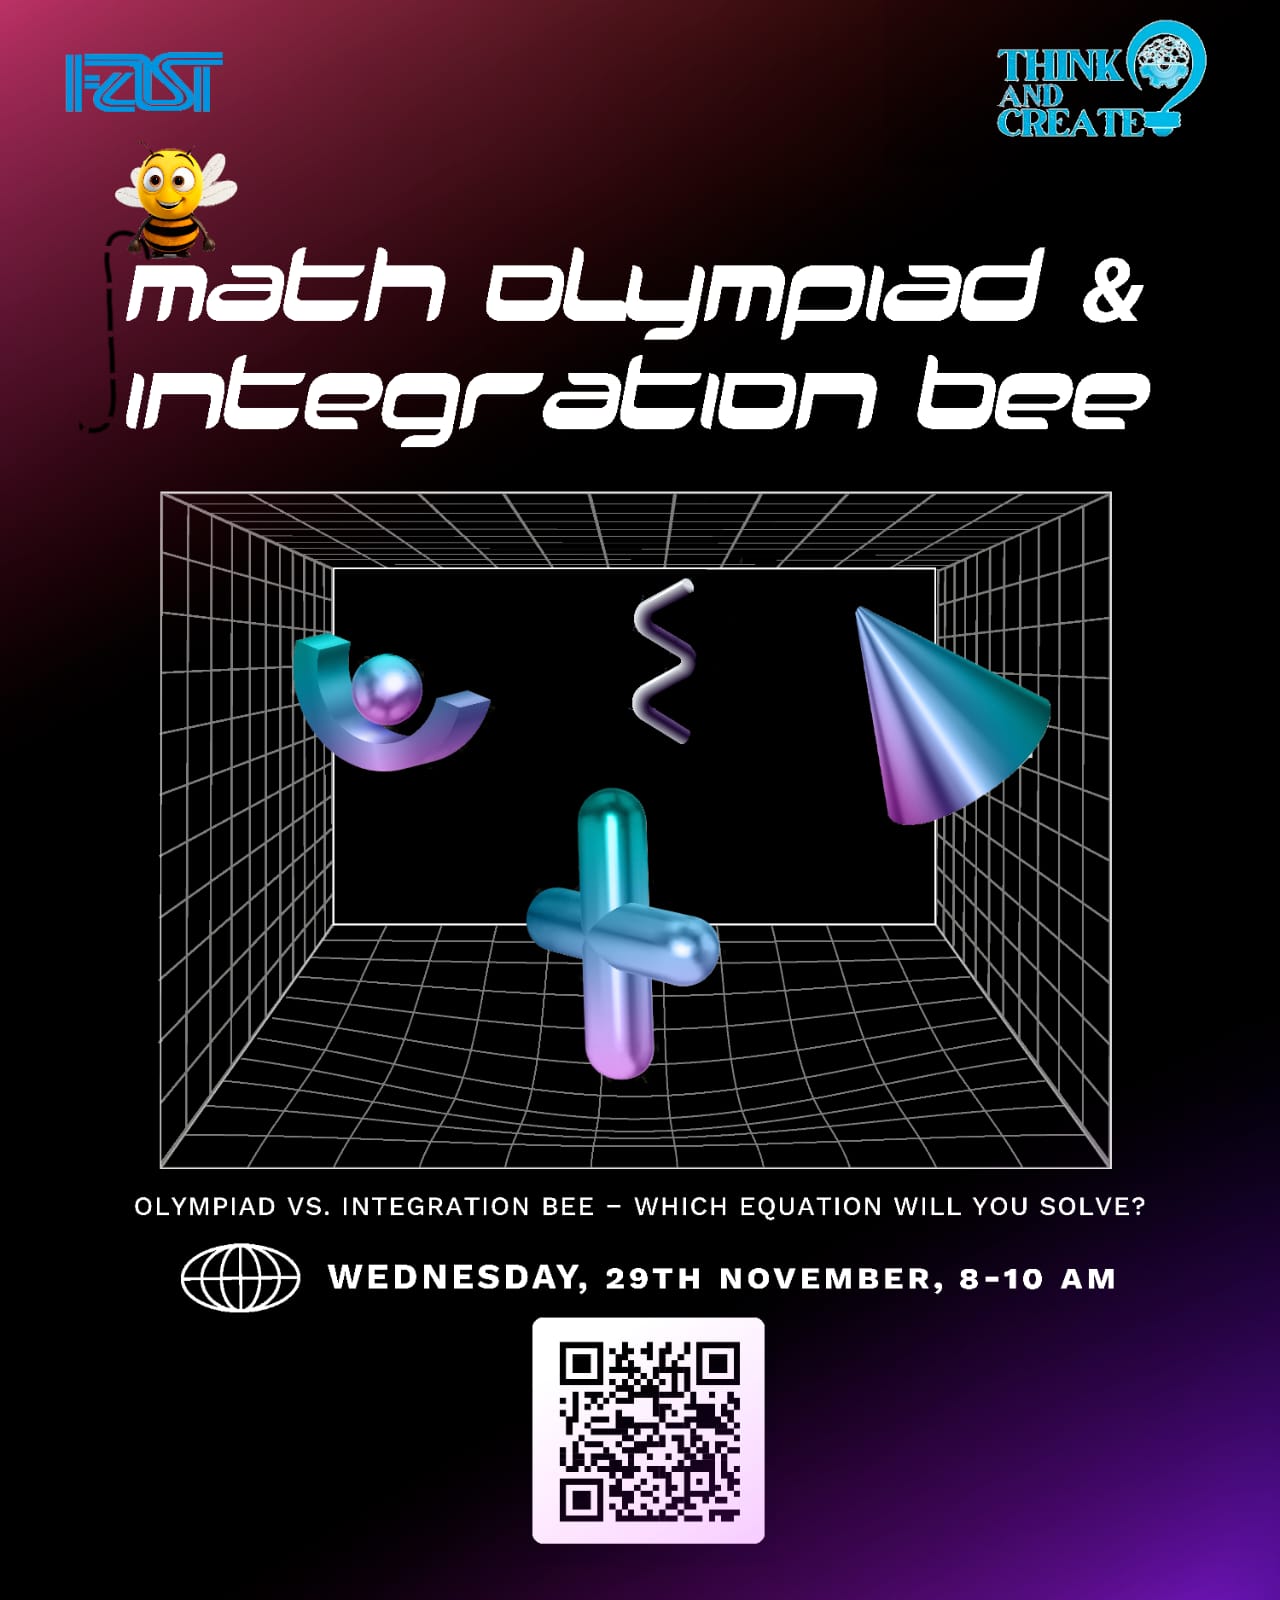 FAST
THINK
AND
CREATE
math olympiad &
integration bee
OLYMPIAD VS. INTEGRATION BEE – WHICH EQUATION WILL YOU SOLVE?
WEDNESDAY, 29TH NOVEMBER, 8-10 AM